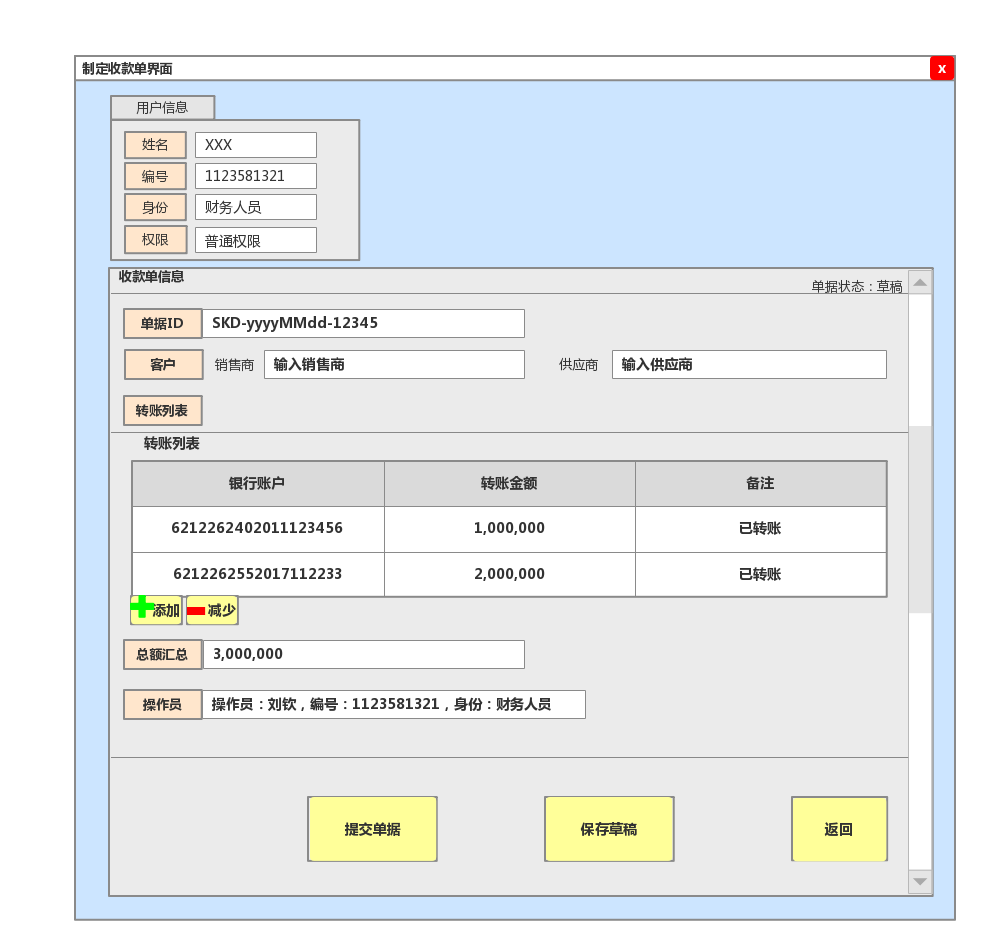 制定收款单界面
x
用户信息
姓名 XXX
编号 1123581321
身份 财务人员
权限 普通权限
收款单信息
单据状态：草稿
单据ID SKD-yyyyMMdd-12345
客户 销售商 输入销售商 供应商 输入供应商
转账列表
转账列表
银行账户 转账金额 备注
6212262402011123456 1,000,000 已转账
6212262552017112233 2,000,000 已转账
添加 减少
总额汇总 3,000,000
操作员 操作员：刘钦，编号：1123581321，身份：财务人员
提交单据 保存草稿 返回